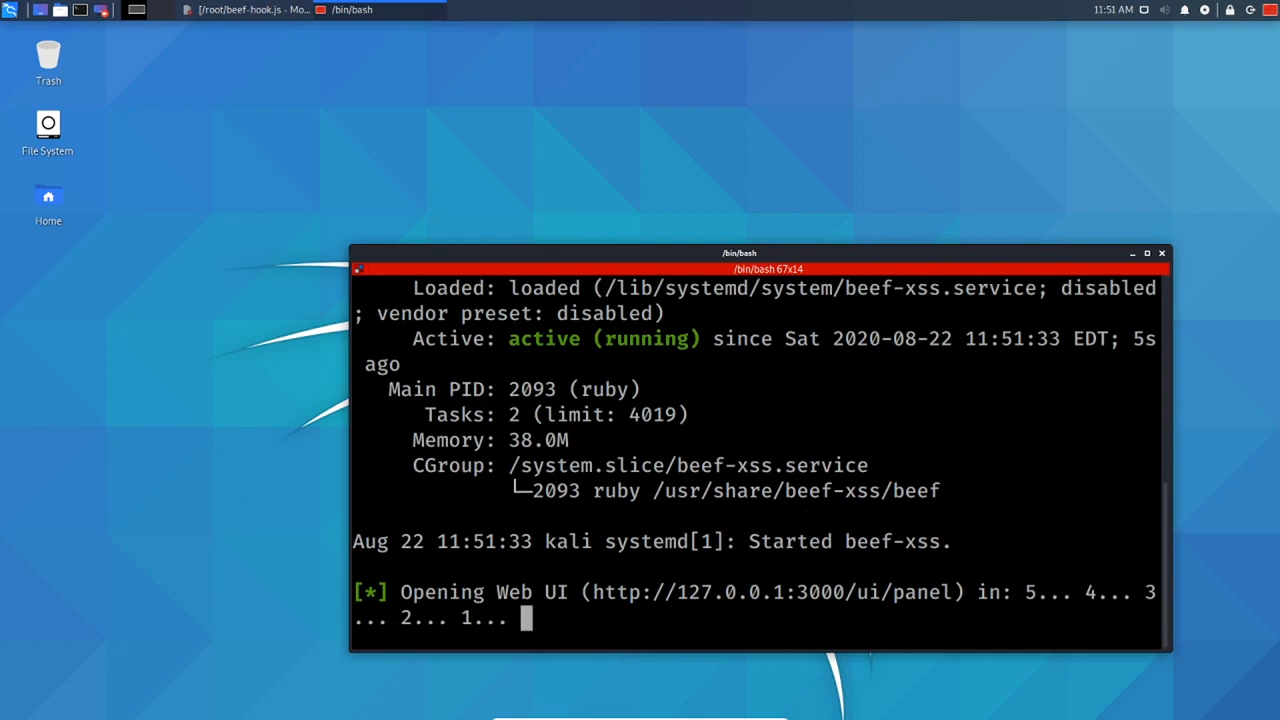 [/root/beef-hook.js - Mo...
/bin/bash
11:51 AM
Trash
File System
Home
/bin/bash
/bin/bash 67x14
Loaded: loaded (/lib/systemd/system/beef-xss.service; disabled
; vendor preset: disabled)
Active: active (running) since Sat 2020-08-22 11:51:33 EDT; 5s
ago
Main PID: 2093 (ruby)
Tasks: 2 (limit: 4019)
Memory: 38.0M
CGroup: /system.slice/beef-xss.service
└─2093 ruby /usr/share/beef-xss/beef
Aug 22 11:51:33 kali systemd[1]: Started beef-xss.
[*] Opening Web UI (http://127.0.0.1:3000/ui/panel) in: 5... 4... 3
... 2... 1...